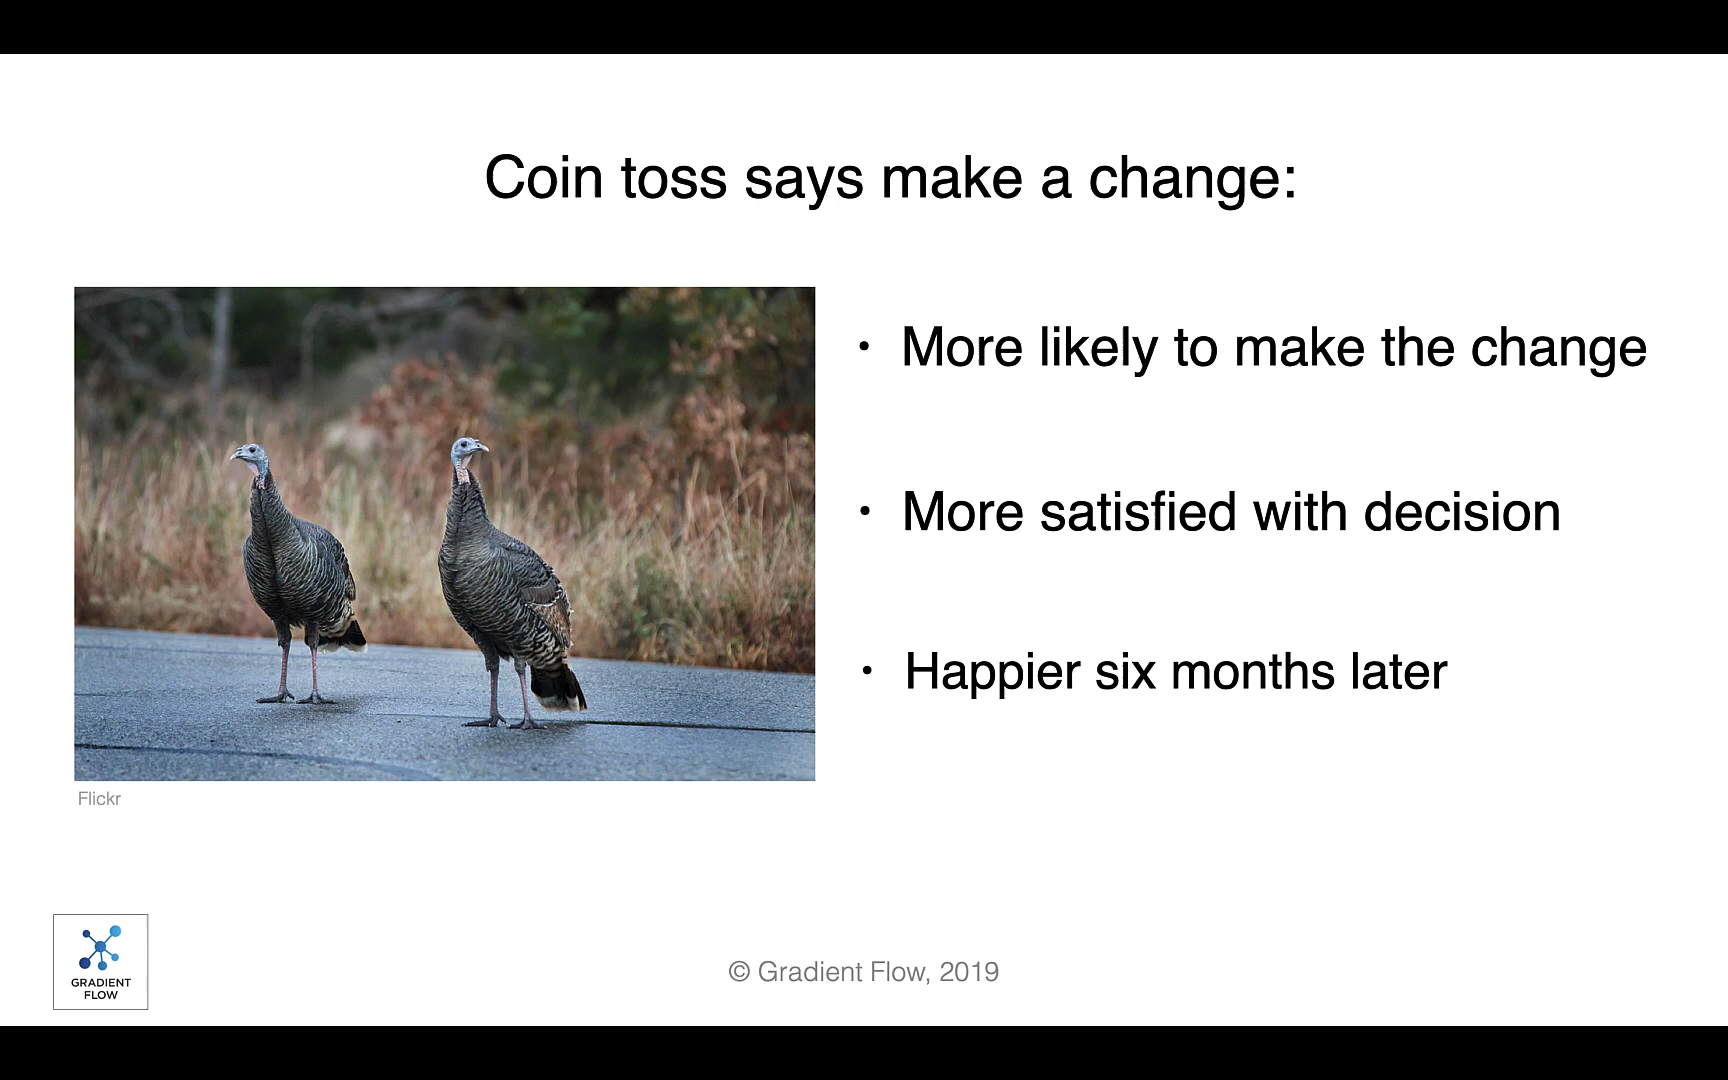 Coin toss says make a change:
• More likely to make the change
• More satisfied with decision
• Happier six months later
Flickr
GRADIENT
FLOW
© Gradient Flow, 2019